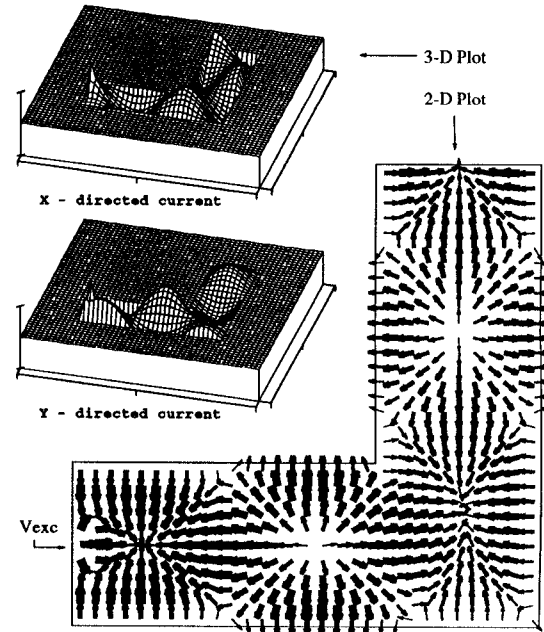 3-D Plot
2-D Plot
X - directed current
Y - directed current
Vexc